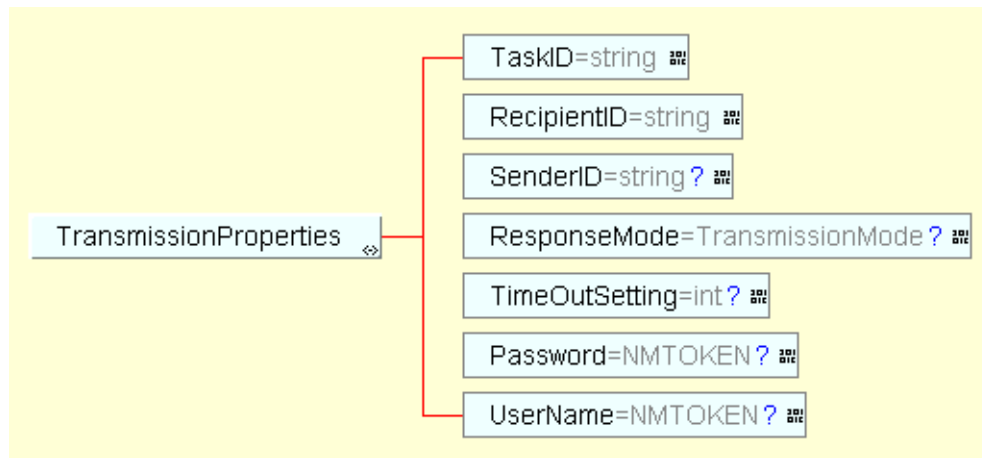 TaskID=string
RecipientID=string
SenderID=string?
TransmissionProperties
ResponseMode=TransmissionMode?
TimeOutSetting=int?
Password=NMTOKEN?
UserName=NMTOKEN?